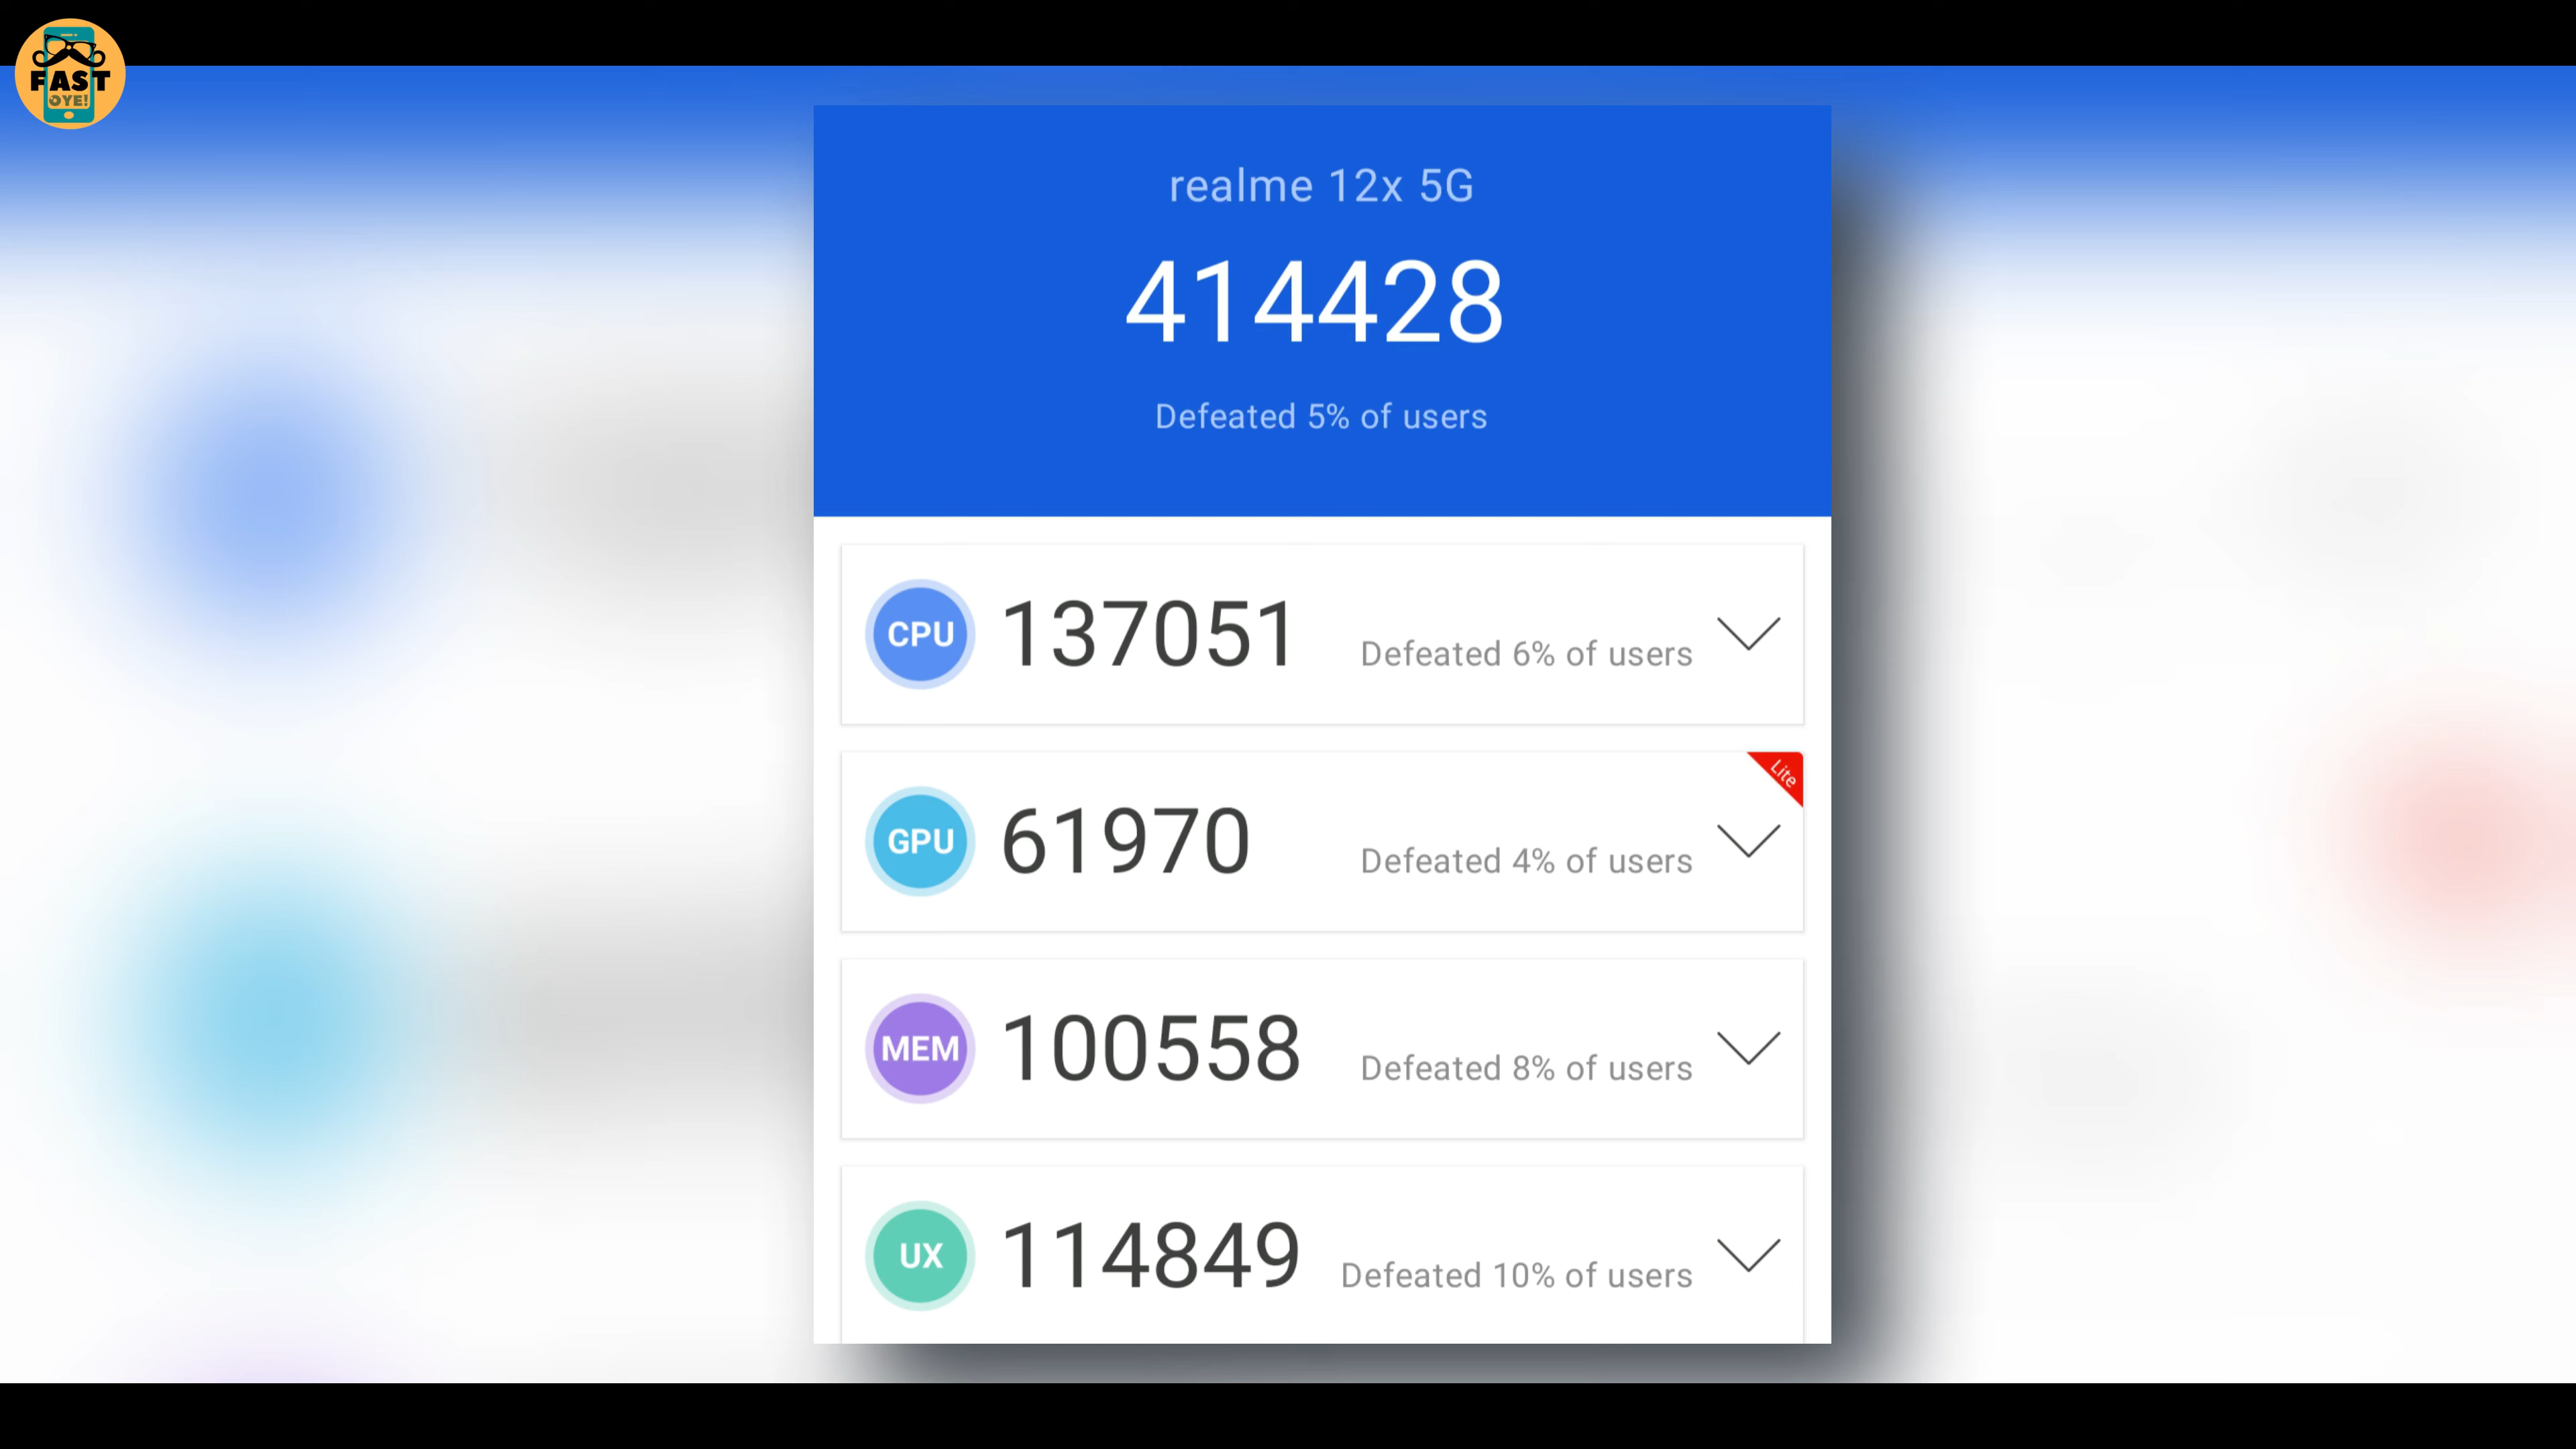 FAST
OYE!
realme 12x 5G
414428
Defeated 5% of users
CPU 137051 Defeated 6% of users
Lite
GPU 61970 Defeated 4% of users
MEM 100558 Defeated 8% of users
UX 114849 Defeated 10% of users